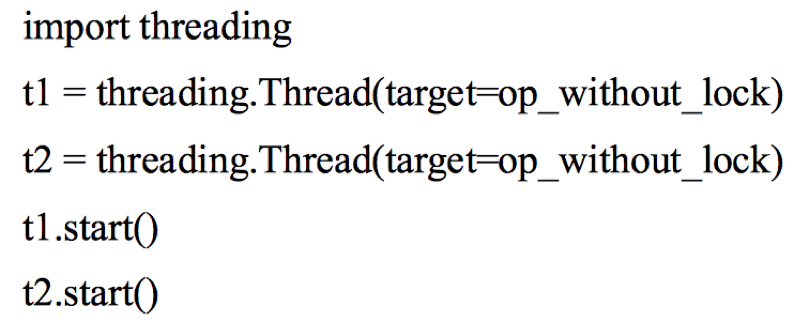 import threading
t1 = threading.Thread(target=op_without_lock)
t2 = threading.Thread(target=op_without_lock)
t1.start()
t2.start()